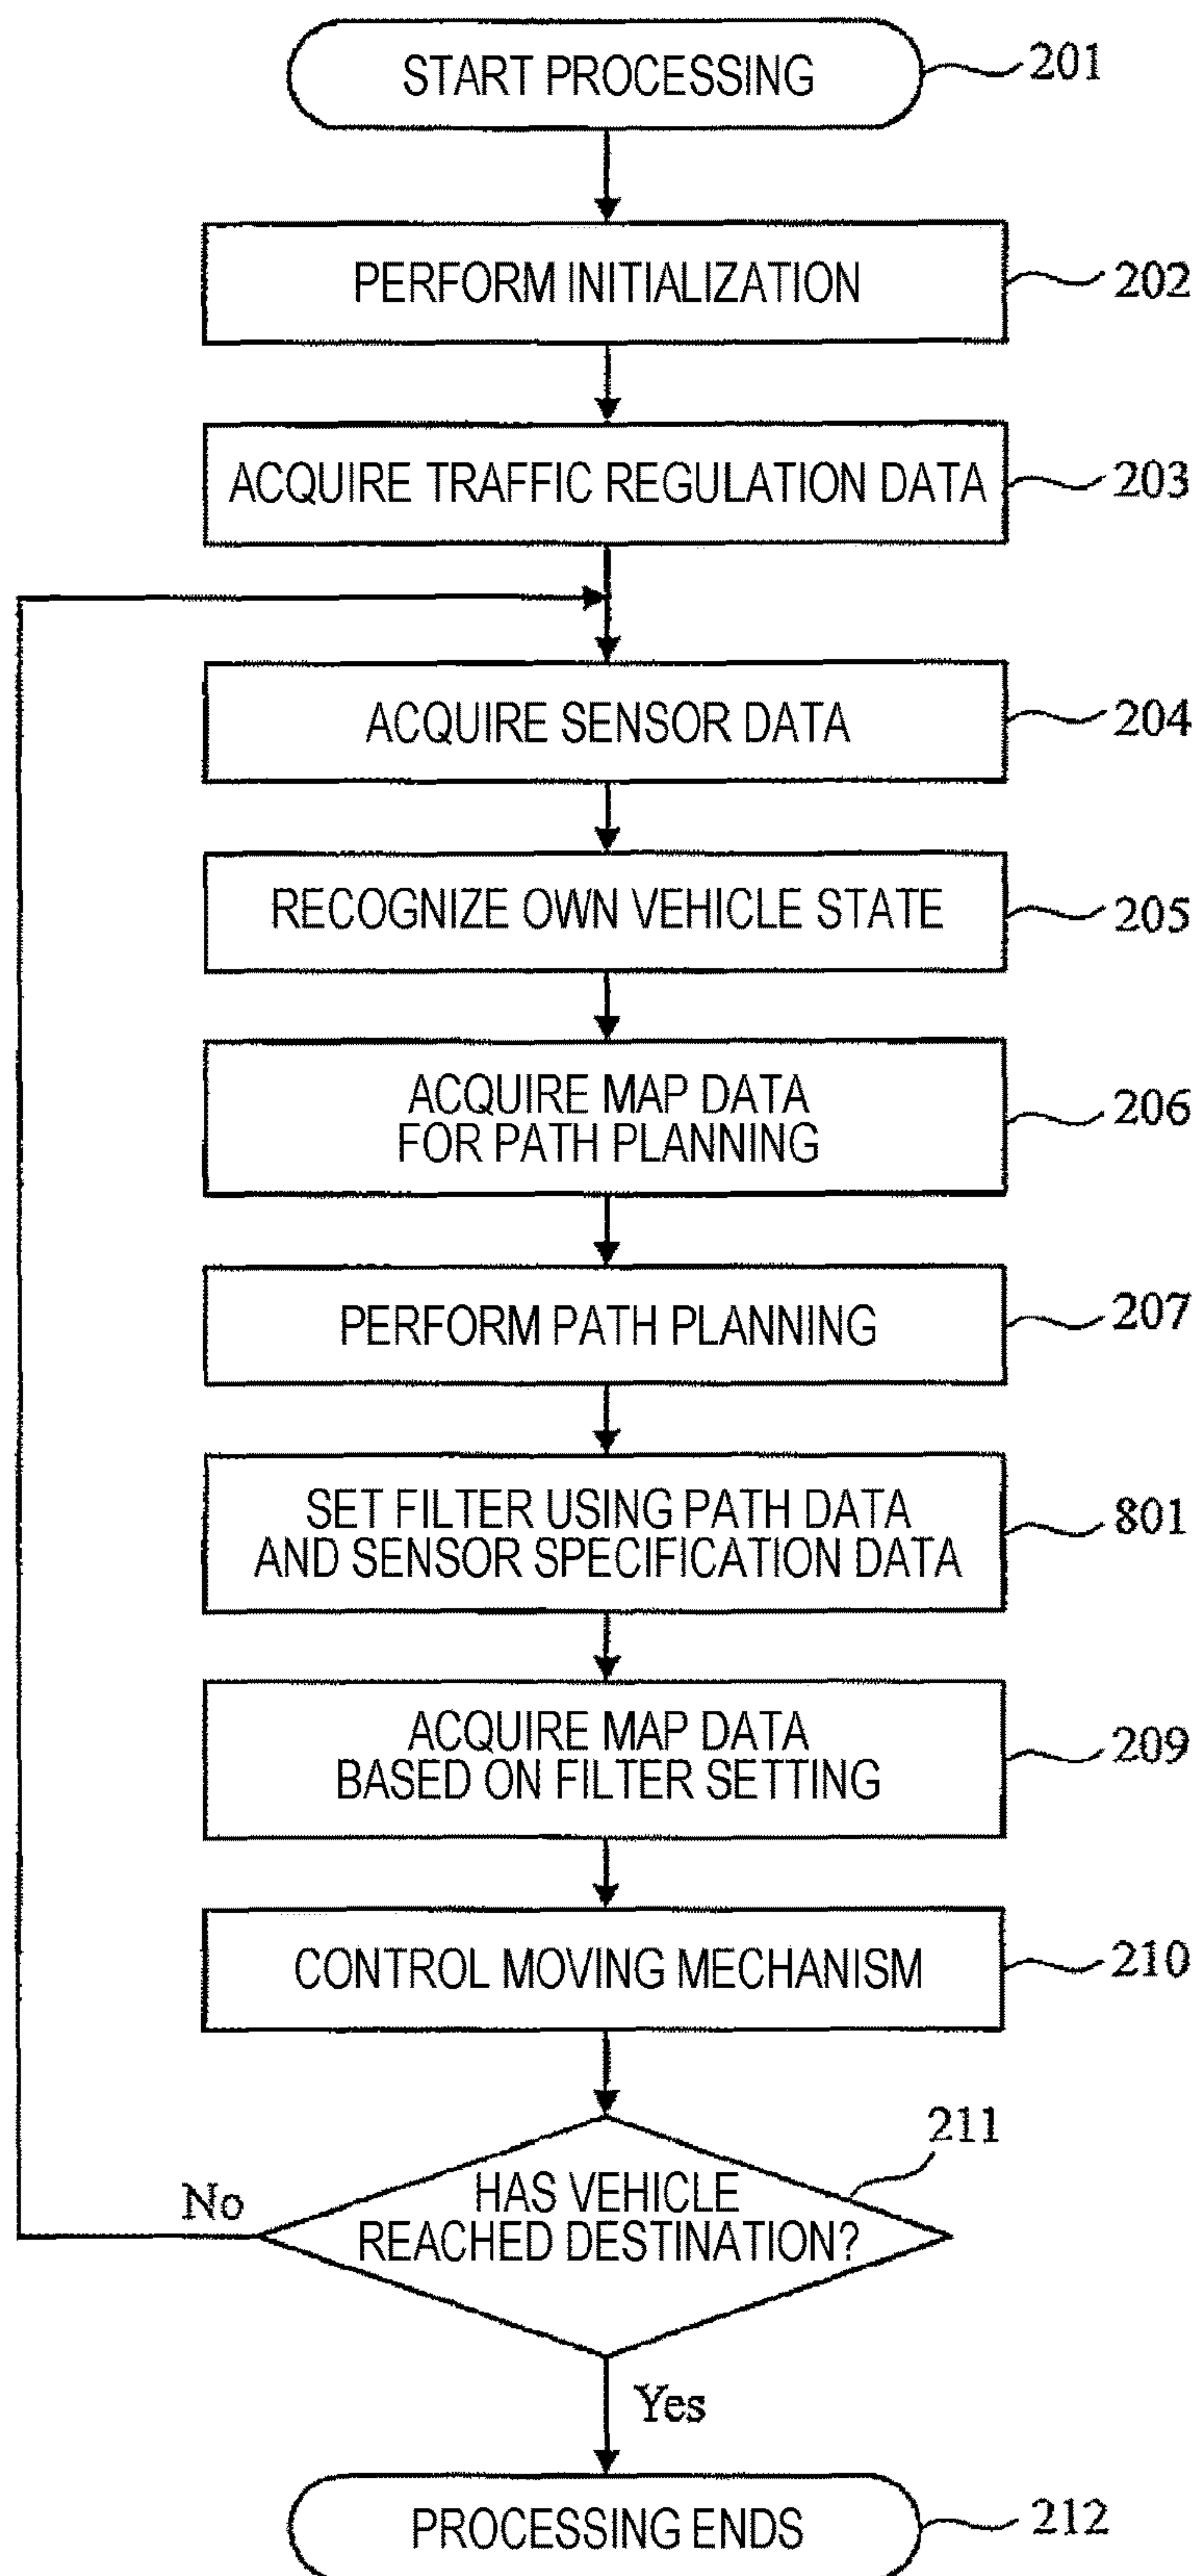 START PROCESSING
201
PERFORM INITIALIZATION
202
ACQUIRE TRAFFIC REGULATION DATA
203
ACQUIRE SENSOR DATA
204
RECOGNIZE OWN VEHICLE STATE
205
ACQUIRE MAP DATA
FOR PATH PLANNING
206
PERFORM PATH PLANNING
207
SET FILTER USING PATH DATA
AND SENSOR SPECIFICATION DATA
801
ACQUIRE MAP DATA
BASED ON FILTER SETTING
209
CONTROL MOVING MECHANISM
210
211
HAS VEHICLE
REACHED DESTINATION?
No
Yes
PROCESSING ENDS
212